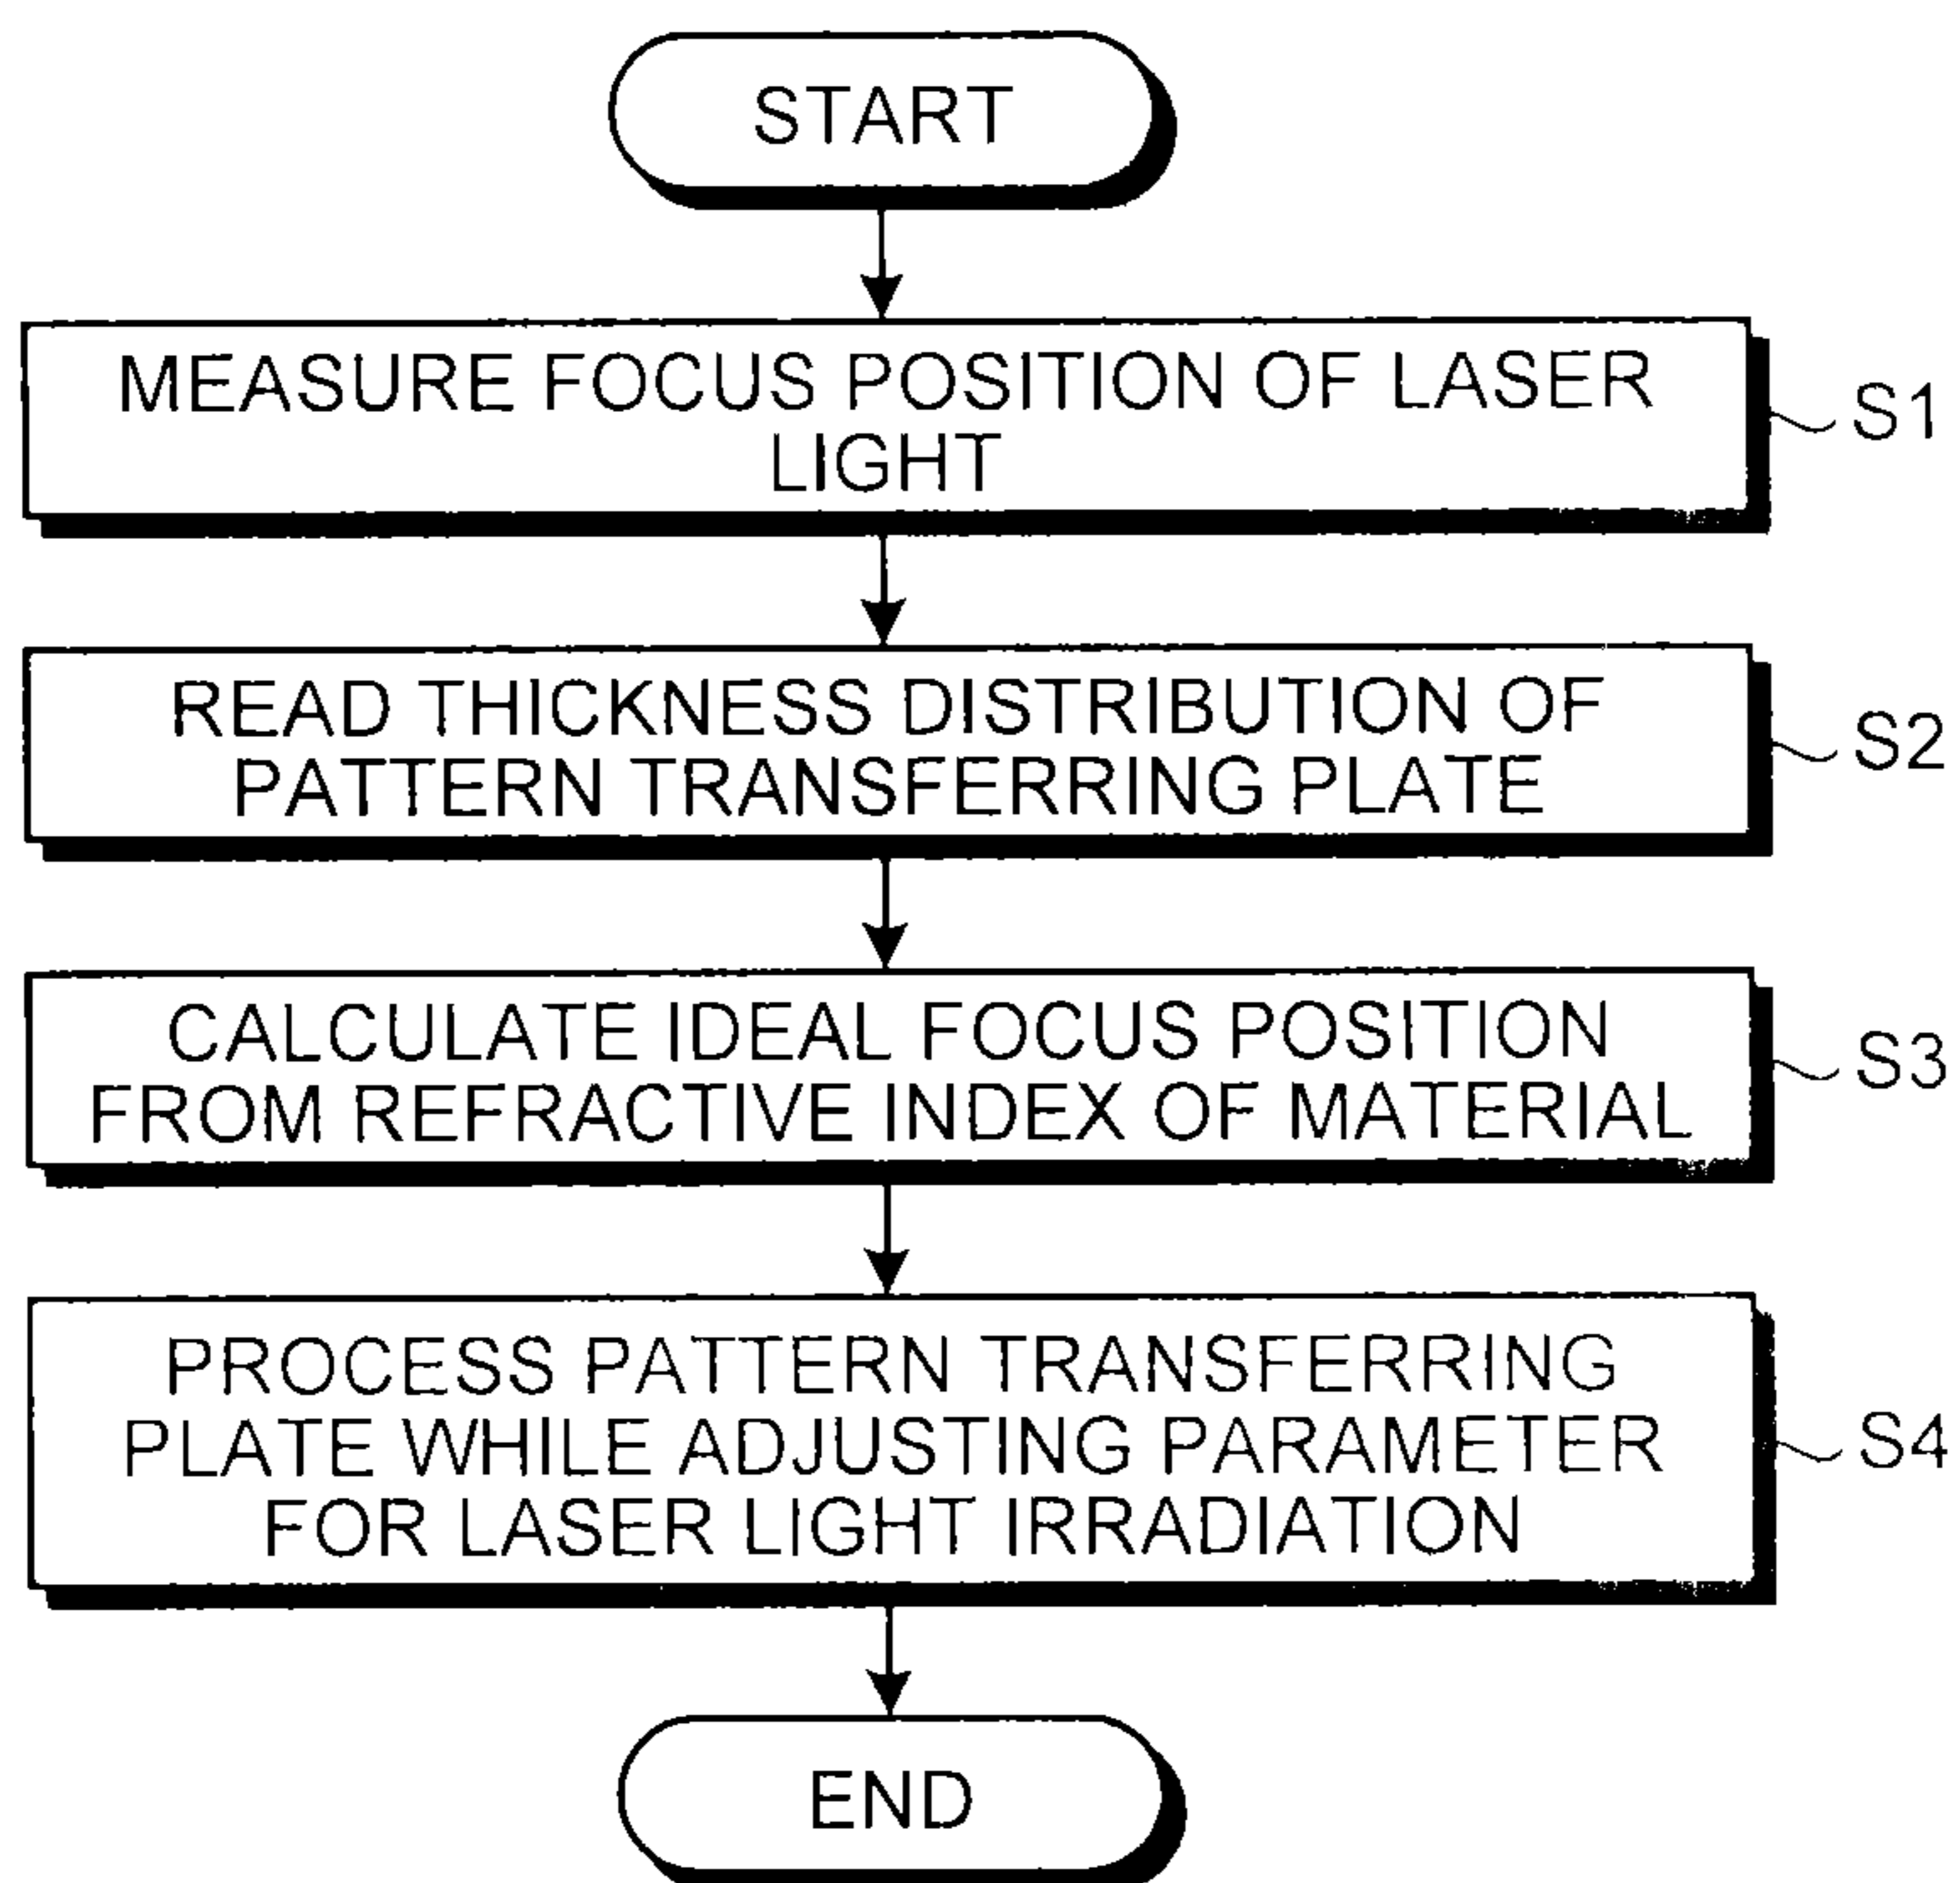 START
MEASURE FOCUS POSITION OF LASER
LIGHT
S1
READ THICKNESS DISTRIBUTION OF
PATTERN TRANSFERRING PLATE
S2
CALCULATE IDEAL FOCUS POSITION
FROM REFRACTIVE INDEX OF MATERIAL
S3
PROCESS PATTERN TRANSFERRING
PLATE WHILE ADJUSTING PARAMETER
FOR LASER LIGHT IRRADIATION
S4
END